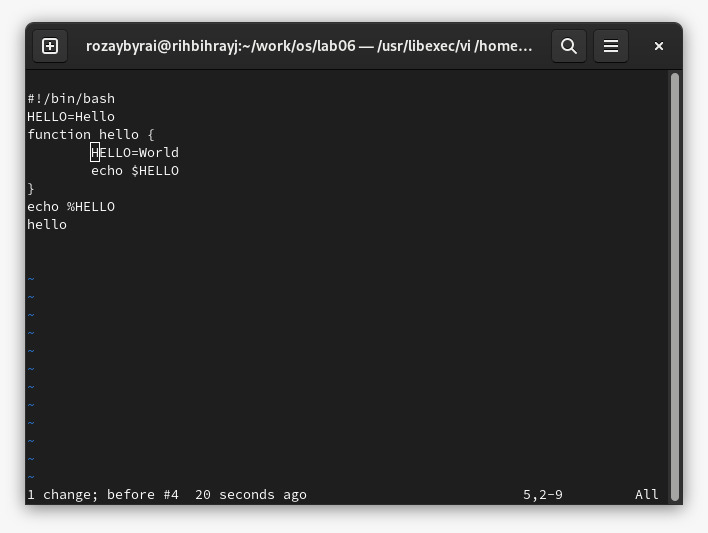 rozaybyrai@rihbihrayj:~/work/os/lab06 — /usr/libexec/vi /home…
#!/bin/bash
HELLO=Hello
function hello {
        HELLO=World
        echo $HELLO
}
echo %HELLO
hello
~
~
~
~
~
~
~
~
~
~
~
~
1 change; before #4  20 seconds ago                           5,2-9         All